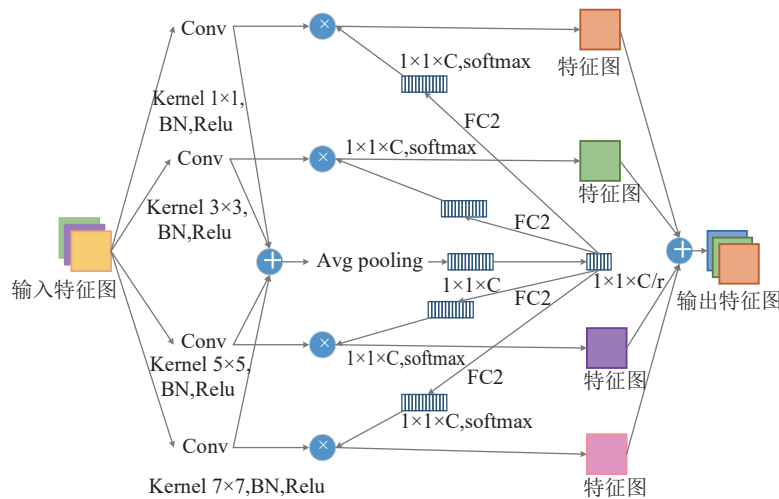 Conv
1×1×C,softmax
特征图
Kernel 1×1,
BN,Relu
FC2
Conv
1×1×C,softmax
特征图
Kernel 3×3,
BN,Relu
FC2
输入特征图
Avg pooling
1×1×C
FC2
1×1×C/r
输出特征图
Conv
Kernel 5×5,
BN,Relu
1×1×C,softmax
FC2
特征图
Conv
1×1×C,softmax
特征图
Kernel 7×7,BN,Relu